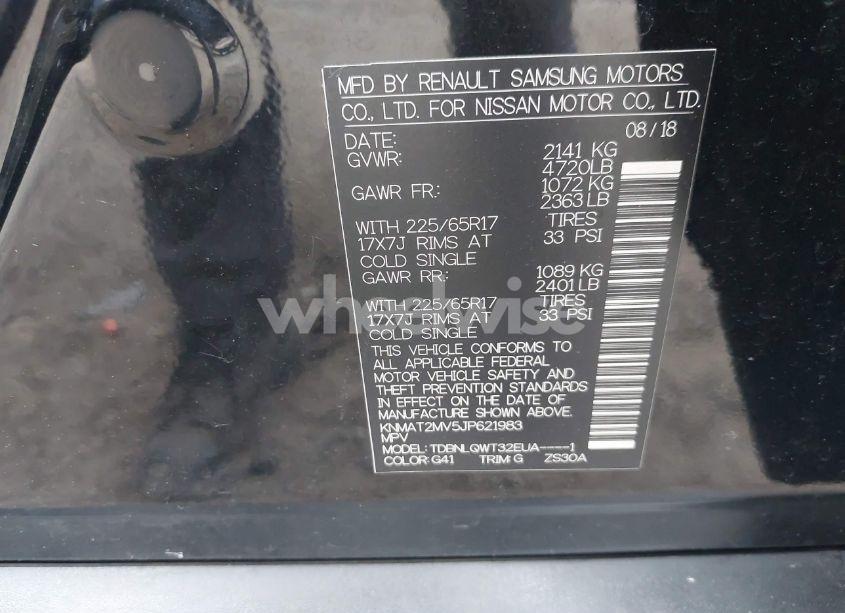 MFD BY RENAULT SAMSUNG MOTORS
CO., LTD. FOR NISSAN MOTOR CO., LTD.
DATE: 08/18
GVWR: 2141 KG
4720LB
GAWR FR: 1072 KG
2363LB
WITH 225/65R17 TIRES
17X7J RIMS AT 33 PSI
COLD SINGLE
GAWR RR: 1089 KG
2401LB
WITH 225/65R17 TIRES
17X7J RIMS AT 33 PSI
COLD SINGLE
THIS VEHICLE CONFORMS TO
ALL APPLICABLE FEDERAL
MOTOR VEHICLE SAFETY AND
THEFT PREVENTION STANDARDS
IN EFFECT ON THE DATE OF
MANUFACTURE SHOWN ABOVE.
KNMAT2MV5JP621983
MPV
MODEL: TDBNLQWT32EUA----1
COLOR: G41 TRIM: G ZS30A
wheelwise